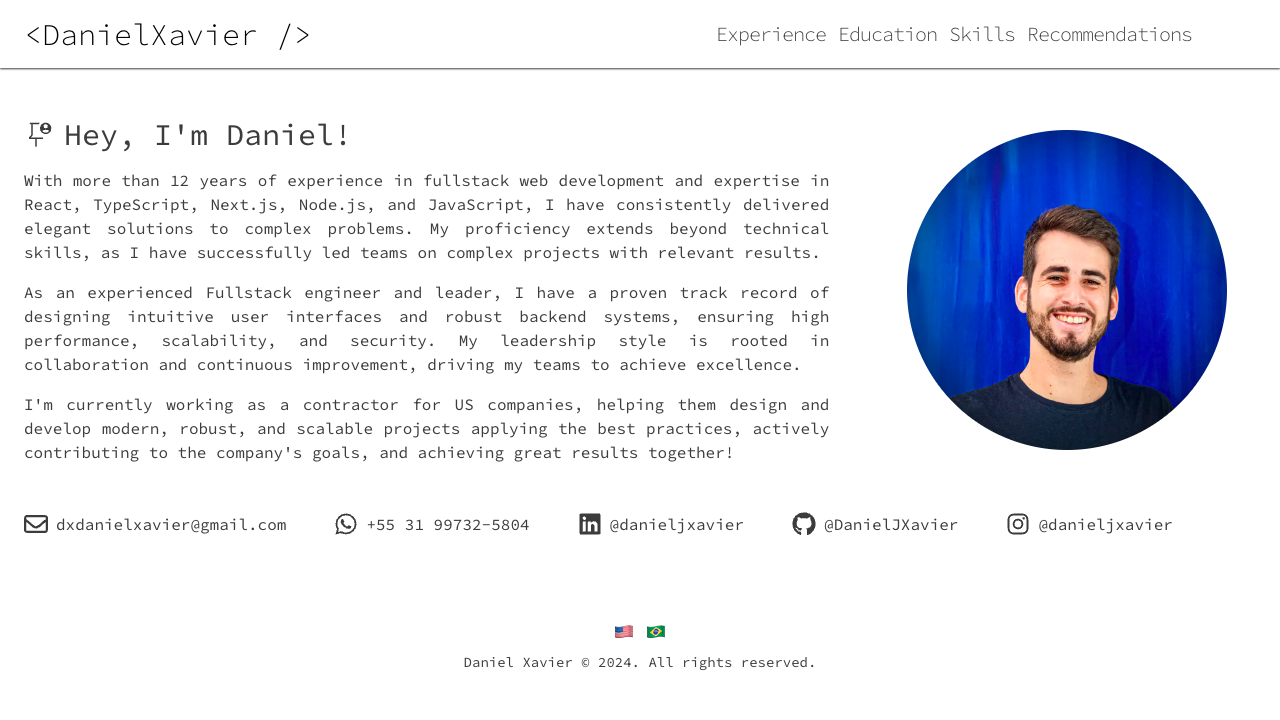 <DanielXavier />
Experience Education Skills Recommendations
Hey, I'm Daniel!
With more than 12 years of experience in fullstack web development and expertise in
React, TypeScript, Next.js, Node.js, and JavaScript, I have consistently delivered
elegant solutions to complex problems. My proficiency extends beyond technical
skills, as I have successfully led teams on complex projects with relevant results.
As an experienced Fullstack engineer and leader, I have a proven track record of
designing intuitive user interfaces and robust backend systems, ensuring high
performance, scalability, and security. My leadership style is rooted in
collaboration and continuous improvement, driving my teams to achieve excellence.
I'm currently working as a contractor for US companies, helping them design and
develop modern, robust, and scalable projects applying the best practices, actively
contributing to the company's goals, and achieving great results together!
dxdanielxavier@gmail.com
+55 31 99732-5804
@danieljxavier
@DanielJXavier
@danieljxavier
Daniel Xavier © 2024. All rights reserved.